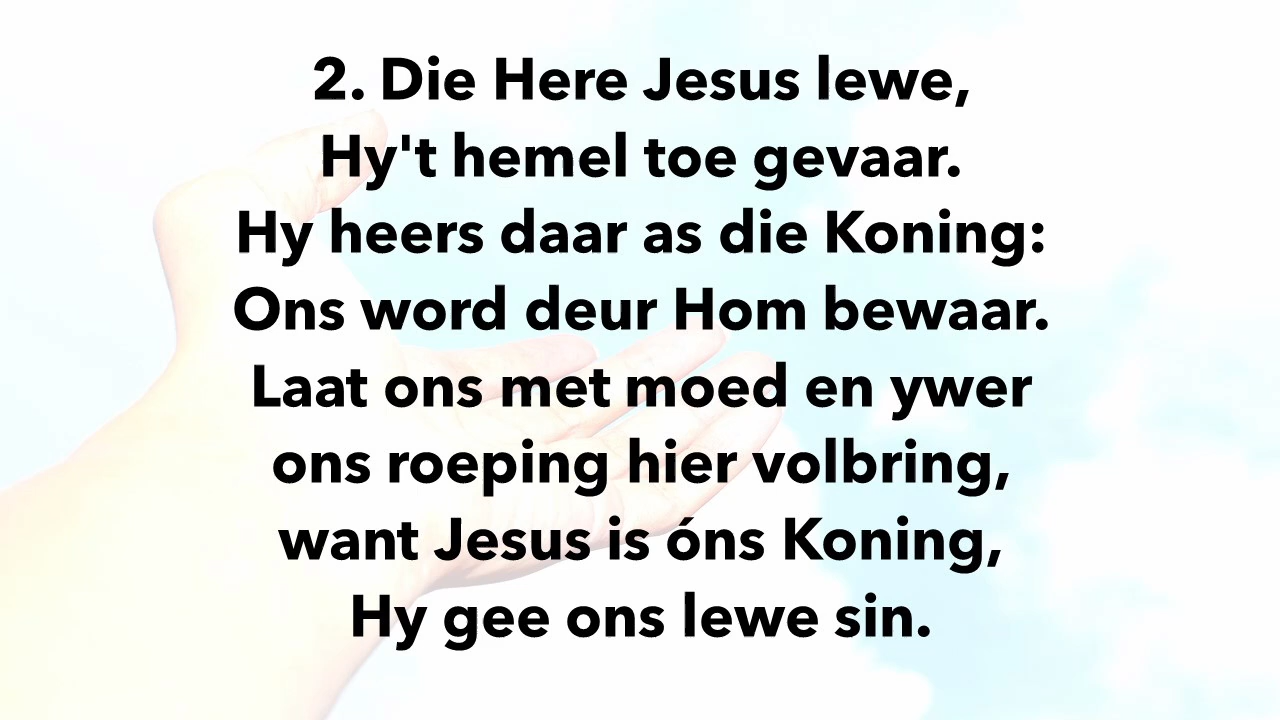 2. Die Here Jesus lewe,
Hy't hemel toe gevaar.
Hy heers daar as die Koning:
Ons word deur Hom bewaar.
Laat ons met moed en ywer
ons roeping hier volbring,
want Jesus is óns Koning,
Hy gee ons lewe sin.